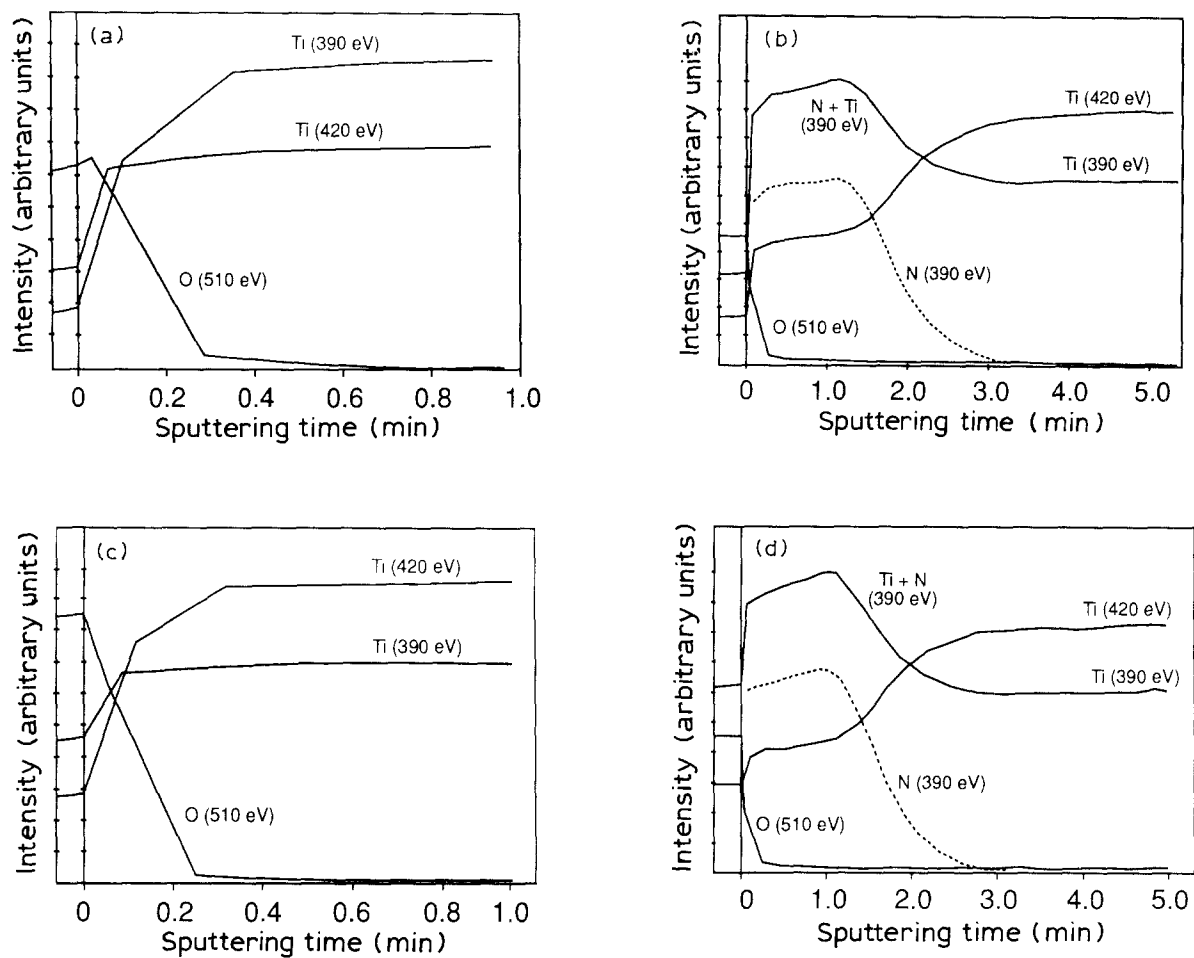 (a)
Ti (390 eV)
Ti (420 eV)
O (510 eV)
Intensity (arbitrary units)
0 0.2 0.4 0.6 0.8 1.0
Sputtering time (min)
(b)
N + Ti
(390 eV)
Ti (420 eV)
Ti (390 eV)
N (390 eV)
O (510 eV)
Intensity (arbitrary units)
0 1.0 2.0 3.0 4.0 5.0
Sputtering time (min)
(c)
Ti (420 eV)
Ti (390 eV)
O (510 eV)
Intensity (arbitrary units)
0 0.2 0.4 0.6 0.8 1.0
Sputtering time (min)
(d)
Ti + N
(390 eV)
Ti (420 eV)
Ti (390 eV)
N (390 eV)
O (510 eV)
Intensity (arbitrary units)
0 1.0 2.0 3.0 4.0 5.0
Sputtering time (min)